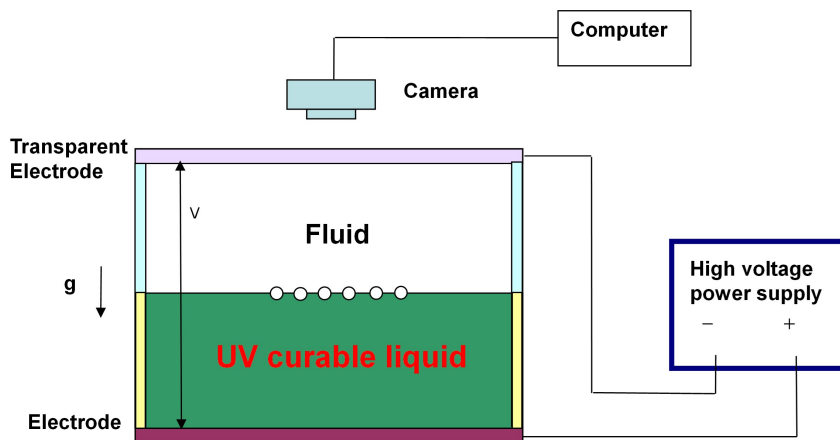 Computer
Camera
Transparent
Electrode
V
Fluid
g
High voltage
power supply
− +
UV curable liquid
Electrode